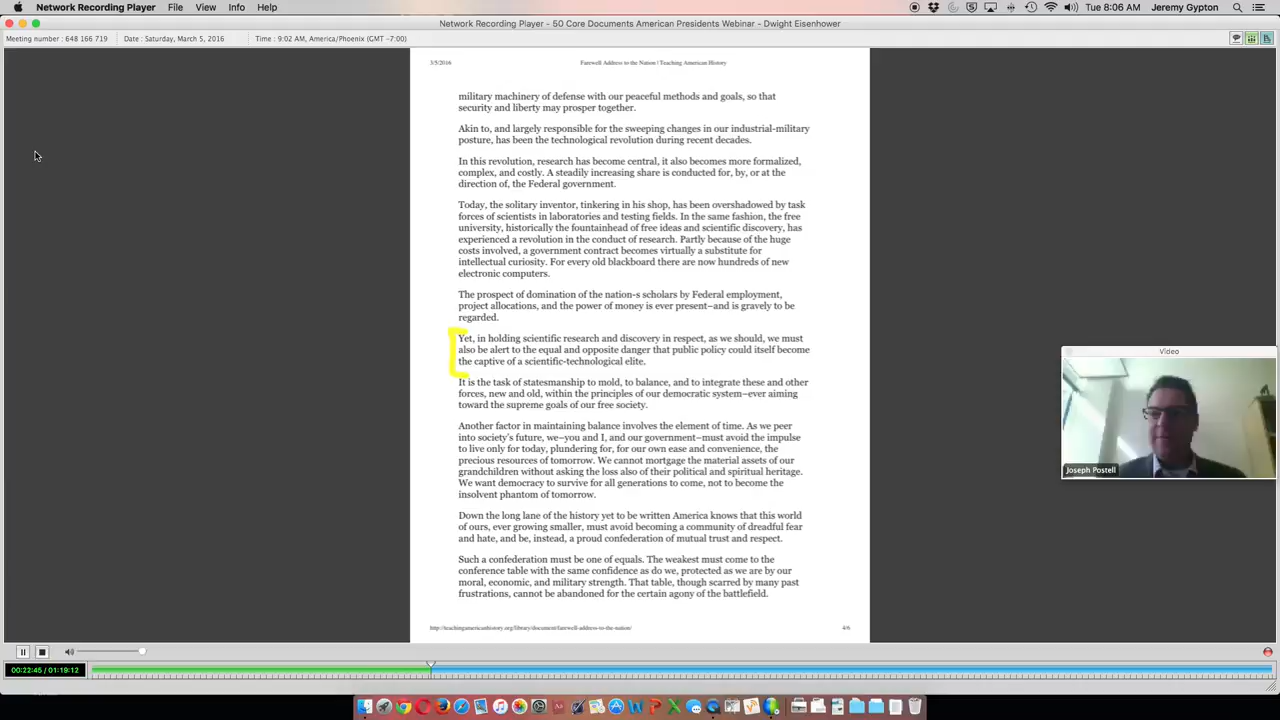 Network Recording Player File View Info Help Tue 8:06 AM Jeremy Gypton
Network Recording Player - 50 Core Documents American Presidents Webinar - Dwight Eisenhower
Meeting number : 648 166 719 Date : Saturday, March 5, 2016 Time : 9:02 AM, America/Phoenix (GMT -7:00)
3/5/2016 Farewell Address to the Nation | Teaching American History
military machinery of defense with our peaceful methods and goals, so that
security and liberty may prosper together.
Akin to, and largely responsible for the sweeping changes in our industrial-military
posture, has been the technological revolution during recent decades.
In this revolution, research has become central, it also becomes more formalized,
complex, and costly. A steadily increasing share is conducted for, by, or at the
direction of, the Federal government.
Today, the solitary inventor, tinkering in his shop, has been overshadowed by task
forces of scientists in laboratories and testing fields. In the same fashion, the free
university, historically the fountainhead of free ideas and scientific discovery, has
experienced a revolution in the conduct of research. Partly because of the huge
costs involved, a government contract becomes virtually a substitute for
intellectual curiosity. For every old blackboard there are now hundreds of new
electronic computers.
The prospect of domination of the nation-s scholars by Federal employment,
project allocations, and the power of money is ever present–and is gravely to be
regarded.
Yet, in holding scientific research and discovery in respect, as we should, we must
also be alert to the equal and opposite danger that public policy could itself become
the captive of a scientific-technological elite.
It is the task of statesmanship to mold, to balance, and to integrate these and other
forces, new and old, within the principles of our democratic system–ever aiming
toward the supreme goals of our free society.
Another factor in maintaining balance involves the element of time. As we peer
into society's future, we–you and I, and our government–must avoid the impulse
to live only for today, plundering for, for our own ease and convenience, the
precious resources of tomorrow. We cannot mortgage the material assets of our
grandchildren without asking the loss also of their political and spiritual heritage.
We want democracy to survive for all generations to come, not to become the
insolvent phantom of tomorrow.
Down the long lane of the history yet to be written America knows that this world
of ours, ever growing smaller, must avoid becoming a community of dreadful fear
and hate, and be, instead, a proud confederation of mutual trust and respect.
Such a confederation must be one of equals. The weakest must come to the
conference table with the same confidence as do we, protected as we are by our
moral, economic, and military strength. That table, though scarred by many past
frustrations, cannot be abandoned for the certain agony of the battlefield.
http://teachingamericanhistory.org/library/document/farewell-address-to-the-nation/ 4/6
Video
Joseph Postell
00:22:45 / 01:19:12